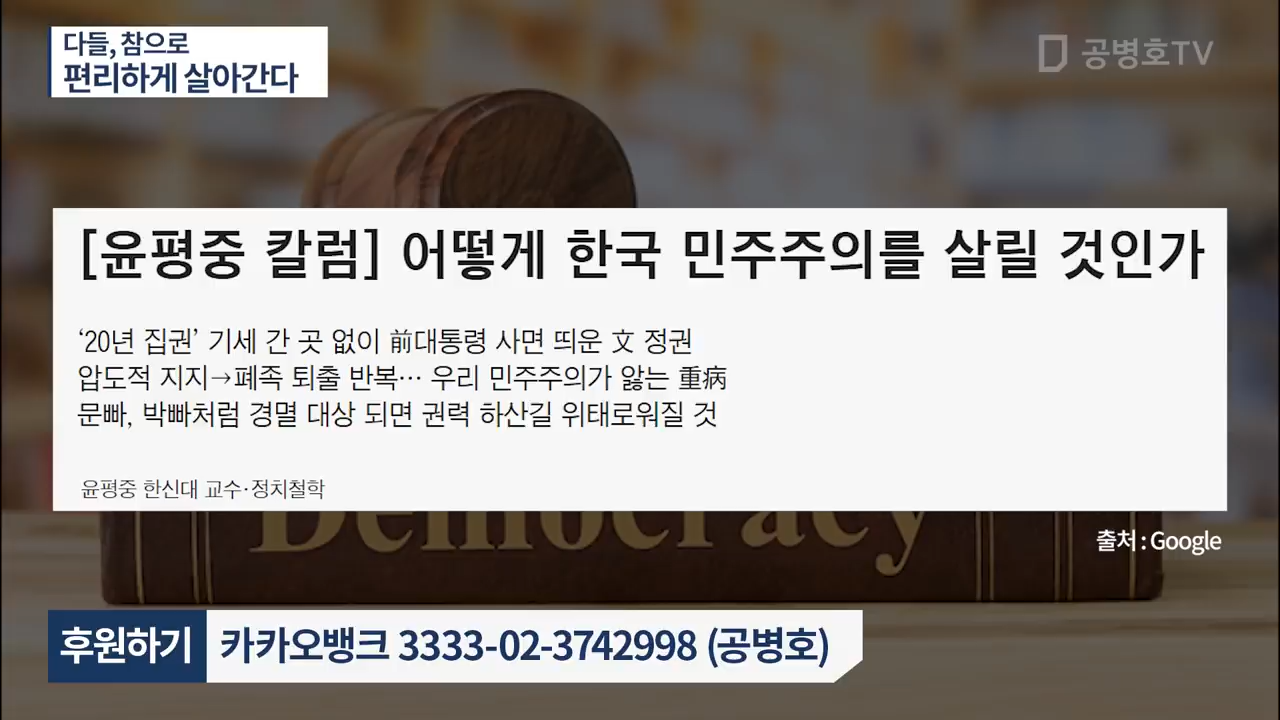 다들, 참으로
편리하게 살아간다
공병호TV
[윤평중 칼럼] 어떻게 한국 민주주의를 살릴 것인가
‘20년 집권’ 기세 간 곳 없이 前대통령 사면 띄운 文 정권
압도적 지지→폐족 퇴출 반복… 우리 민주주의가 앓는 重病
문빠, 박빠처럼 경멸 대상 되면 권력 하산길 위태로워질 것
윤평중 한신대 교수·정치철학
Democracy
출처 : Google
후원하기 카카오뱅크 3333-02-3742998 (공병호)